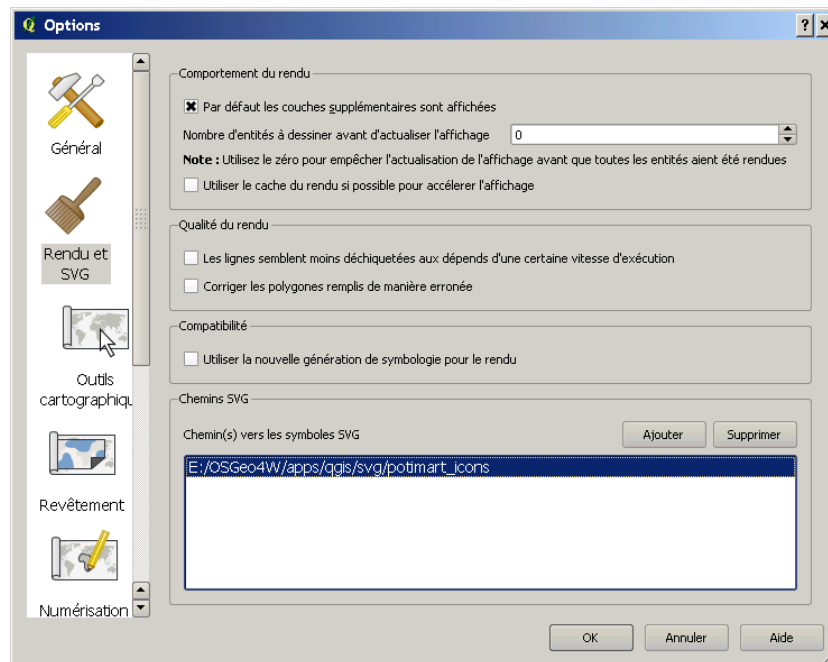 Options
Général
Rendu et
SVG
Outils
cartographiqu
Revêtement
Numérisation
Comportement du rendu
Par défaut les couches supplémentaires sont affichées
Nombre d'entités à dessiner avant d'actualiser l'affichage 0
Note : Utilisez le zéro pour empêcher l'actualisation de l'affichage avant que toutes les entités aient été rendues
Utiliser le cache du rendu si possible pour accélerer l'affichage
Qualité du rendu
Les lignes semblent moins déchiquetées aux dépends d'une certaine vitesse d'exécution
Corriger les polygones remplis de manière erronée
Compatibilité
Utiliser la nouvelle génération de symbologie pour le rendu
Chemins SVG
Chemin(s) vers les symboles SVG Ajouter Supprimer
E:/OSGeo4W/apps/qgis/svg/potimart_icons
OK Annuler Aide